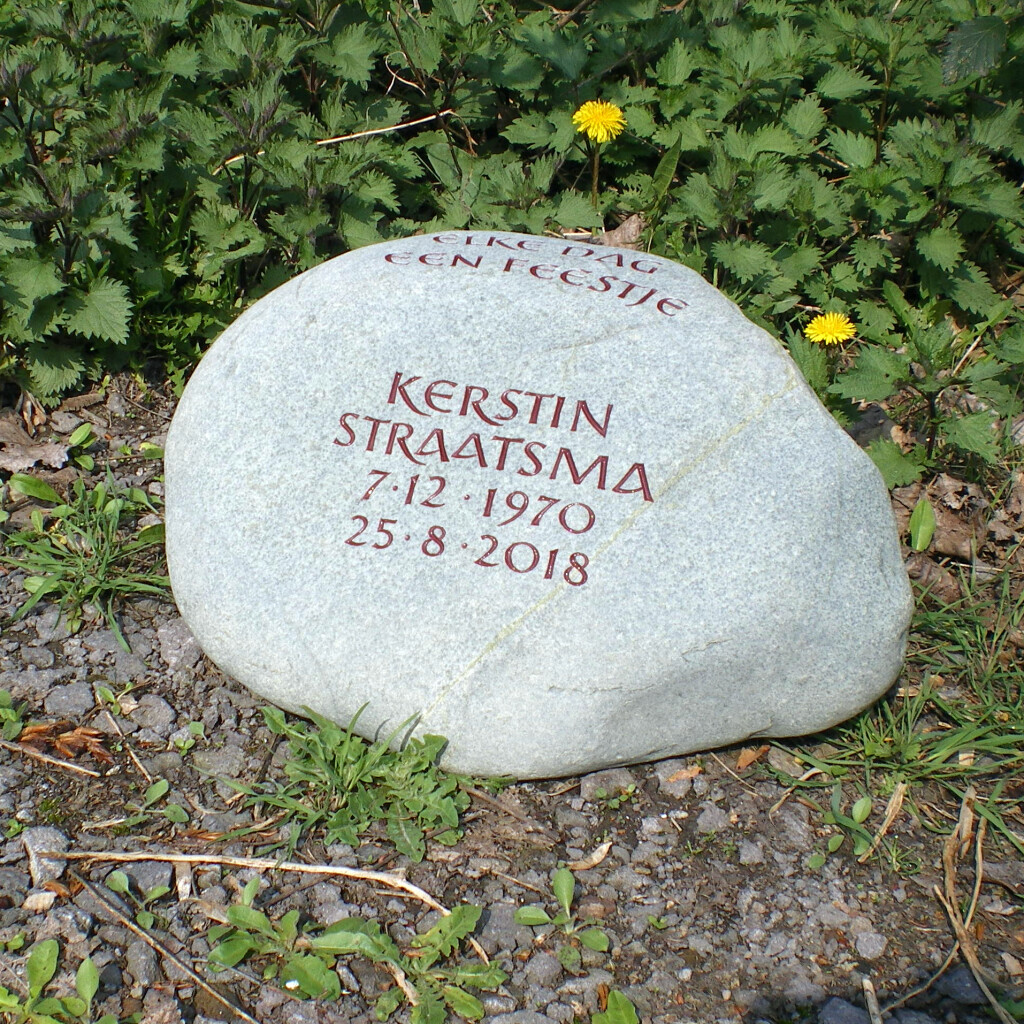 ELKE DAG
EEN FEESTJE
KERSTIN
STRAATSMA
7·12·1970
25·8·2018